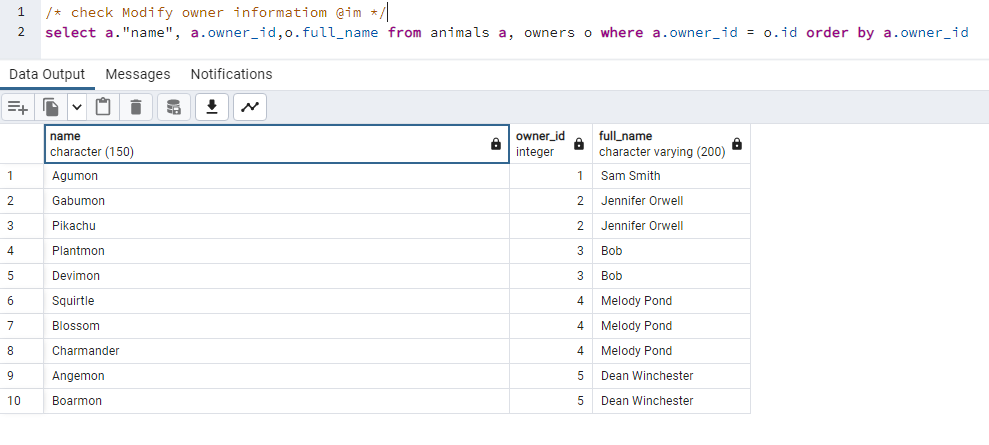 1 /* check Modify owner informatiom @im */
2 select a."name", a.owner_id,o.full_name from animals a, owners o where a.owner_id = o.id order by a.owner_id
Data Output Messages Notifications
name owner_id full_name
character (150) integer character varying (200)
1 Agumon 1 Sam Smith
2 Gabumon 2 Jennifer Orwell
3 Pikachu 2 Jennifer Orwell
4 Plantmon 3 Bob
5 Devimon 3 Bob
6 Squirtle 4 Melody Pond
7 Blossom 4 Melody Pond
8 Charmander 4 Melody Pond
9 Angemon 5 Dean Winchester
10 Boarmon 5 Dean Winchester